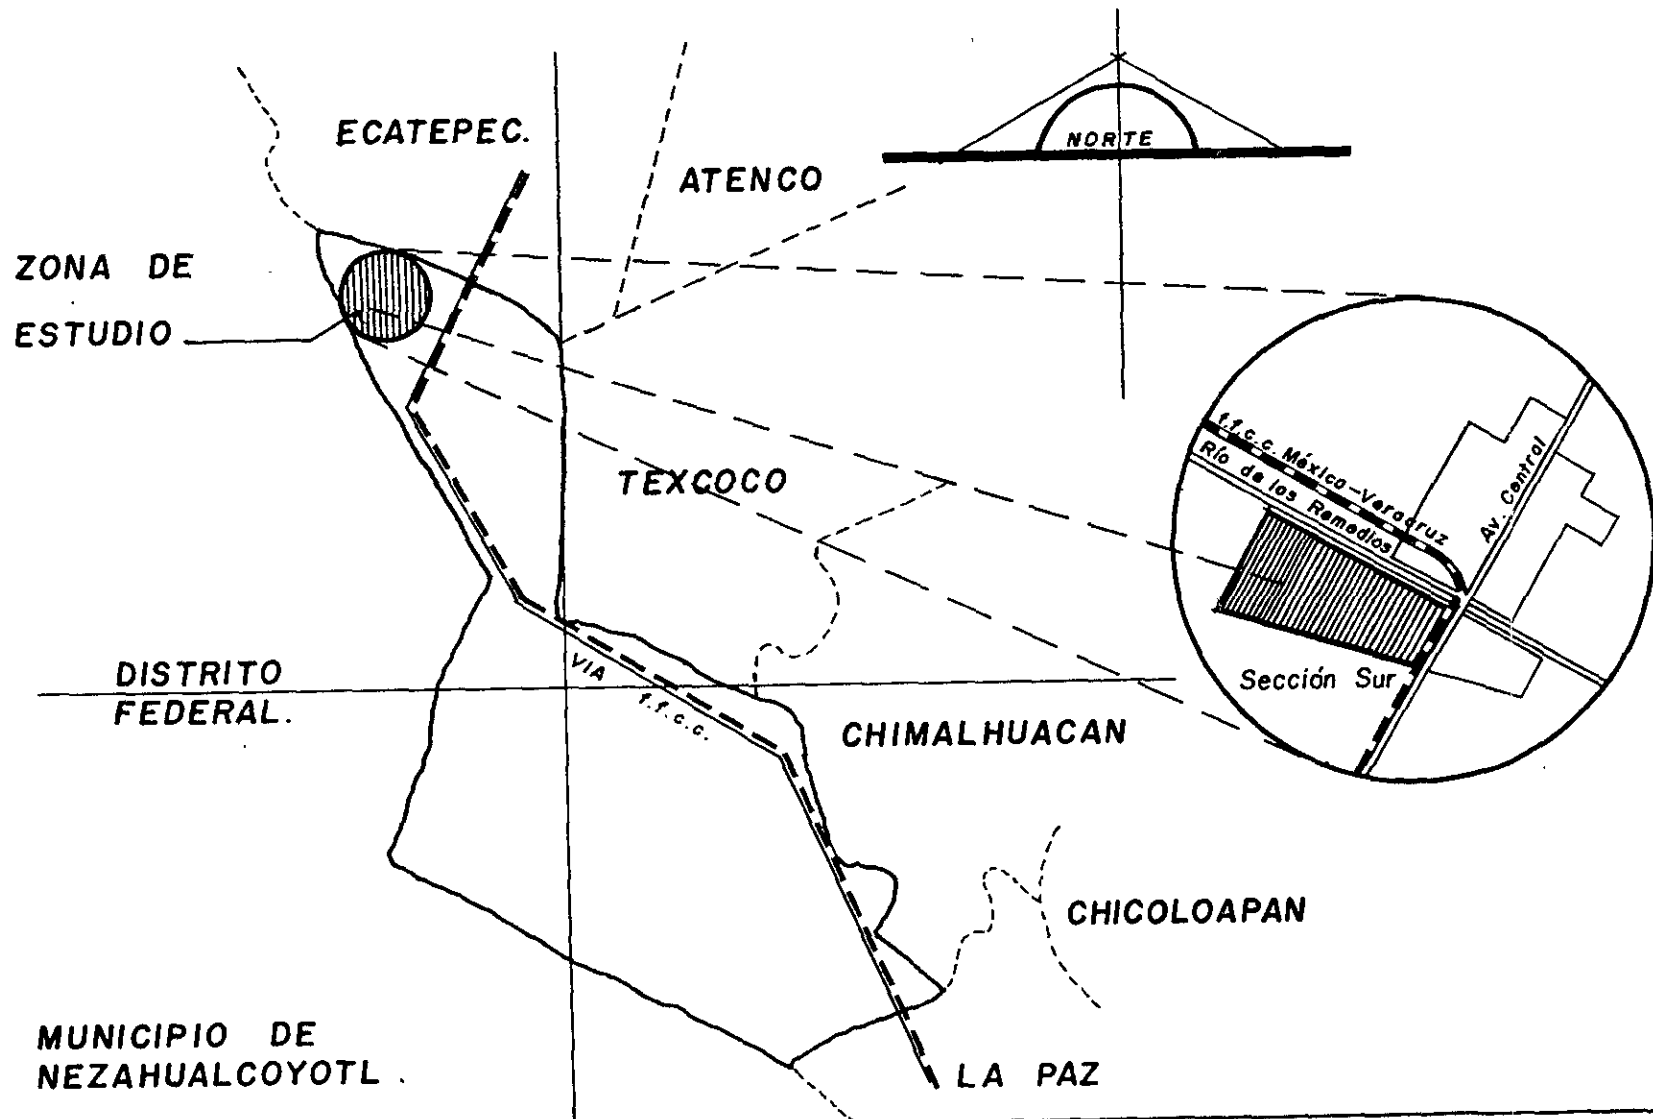 NORTE
ECATEPEC.
ATENCO
ZONA DE
ESTUDIO
TEXCOCO
f.f.c.c. México-Veracruz
Río de los Remedios
Av. Central
Sección Sur
DISTRITO
FEDERAL.
VIA f.f.c.c.
CHIMALHUACAN
CHICOLOAPAN
MUNICIPIO DE
NEZAHUALCOYOTL.
LA PAZ